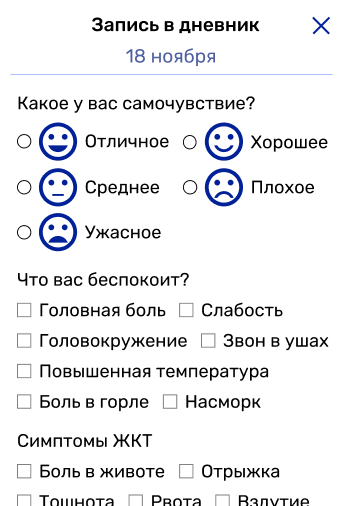 Запись в дневник
18 ноября
Какое у вас самочувствие?
Отличное Хорошее
Среднее Плохое
Ужасное
Что вас беспокоит?
Головная боль Слабость
Головокружение Звон в ушах
Повышенная температура
Боль в горле Насморк
Симптомы ЖКТ
Боль в животе Отрыжка
Тошнота Рвота Вздутие